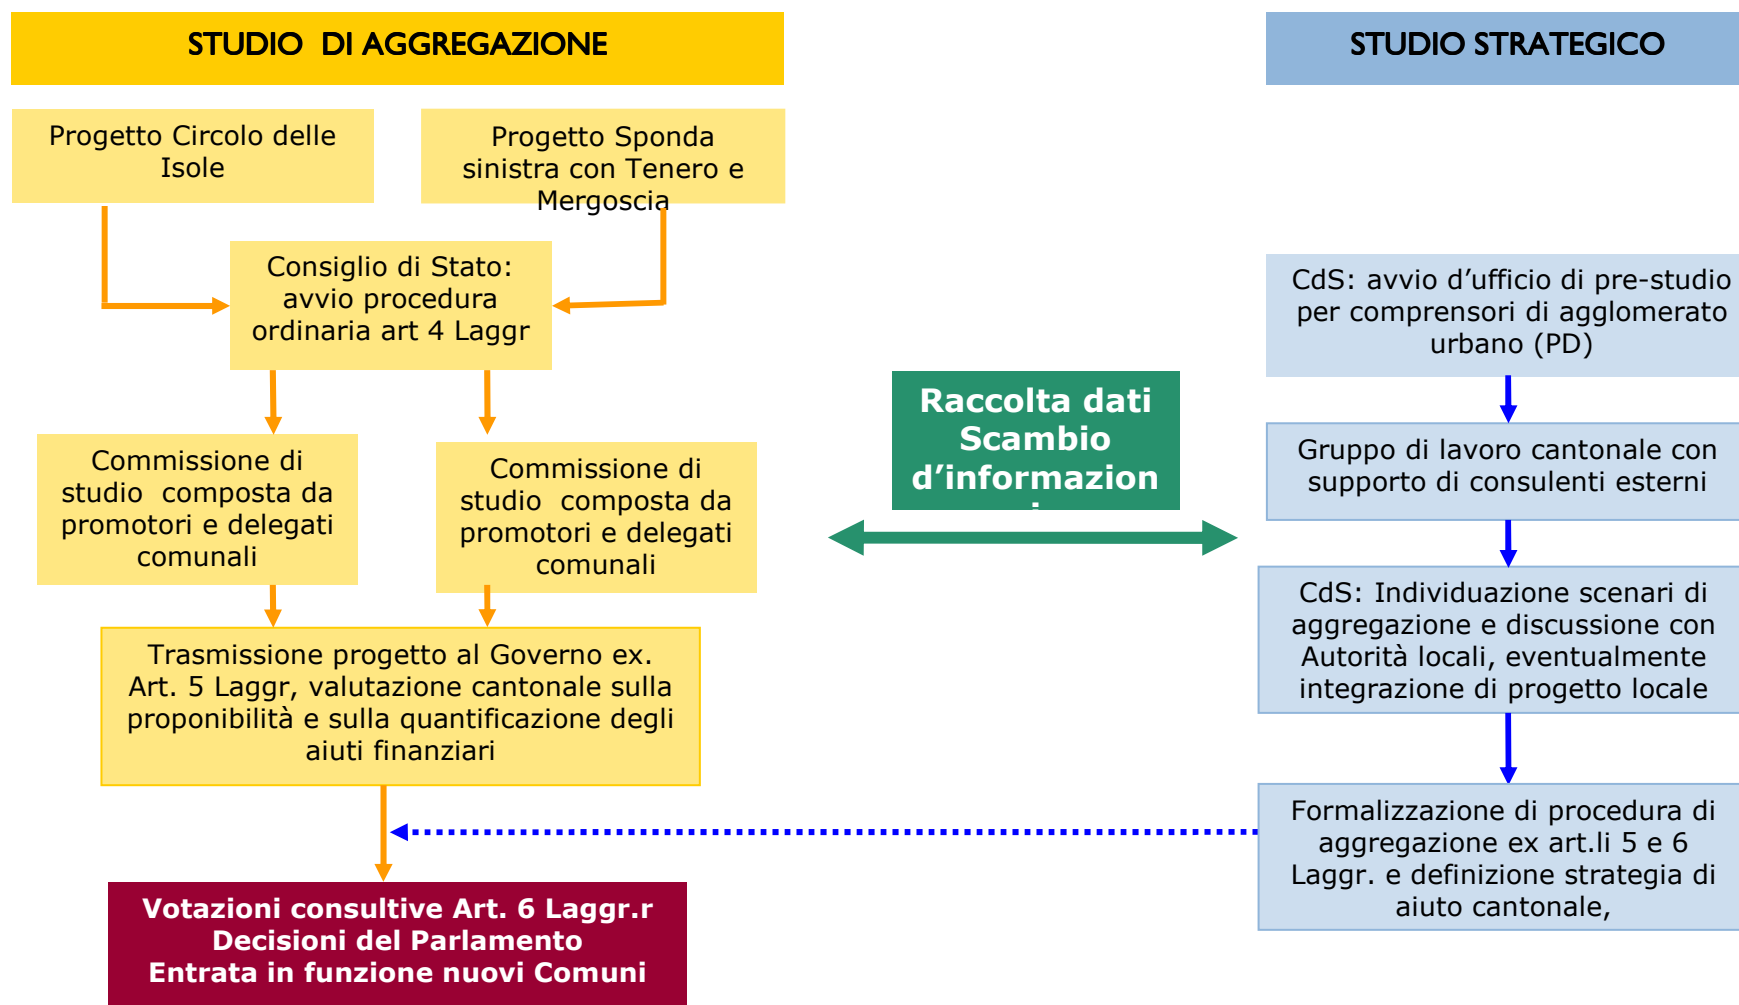 STUDIO  DI AGGREGAZIONE
Progetto Circolo delle
Isole
Progetto Sponda
sinistra con Tenero e
Mergoscia
Consiglio di Stato:
avvio procedura
ordinaria art 4 Laggr
Commissione di
studio  composta da
promotori e delegati
comunali
Commissione di
studio  composta da
promotori e delegati
comunali
Trasmissione progetto al Governo ex.
Art. 5 Laggr, valutazione cantonale sulla
proponibilità e sulla quantificazione degli
aiuti finanziari
Votazioni consultive Art. 6 Laggr.r
Decisioni del Parlamento
Entrata in funzione nuovi Comuni
Raccolta dati
Scambio
d’informazion
i
STUDIO STRATEGICO
CdS: avvio d’ufficio di pre-studio
per comprensori di agglomerato
urbano (PD)
Gruppo di lavoro cantonale con
supporto di consulenti esterni
CdS: Individuazione scenari di
aggregazione e discussione con
Autorità locali, eventualmente
integrazione di progetto locale
Formalizzazione di procedura di
aggregazione ex art.li 5 e 6
Laggr. e definizione strategia di
aiuto cantonale,